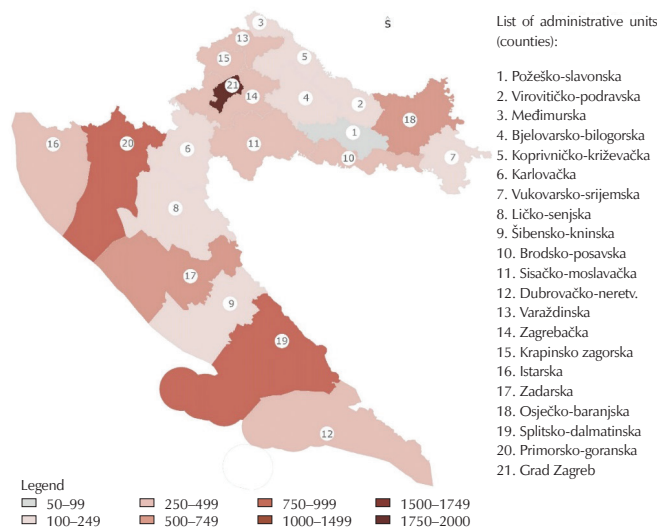 ŝ
3
13
15
5
21
14
4
2
18
1
16
20
6
11
10
7
8
17
9
19
12
List of administrative units
(counties):
1. Požeško-slavonska
2. Virovitičko-podravska
3. Međimurska
4. Bjelovarsko-bilogorska
5. Koprivničko-križevačka
6. Karlovačka
7. Vukovarsko-srijemska
8. Ličko-senjska
9. Šibensko-kninska
10. Brodsko-posavska
11. Sisačko-moslavačka
12. Dubrovačko-neretv.
13. Varaždinska
14. Zagrebačka
15. Krapinsko zagorska
16. Istarska
17. Zadarska
18. Osječko-baranjska
19. Splitsko-dalmatinska
20. Primorsko-goranska
21. Grad Zagreb
Legend
50–99 250–499 750–999 1500–1749
100–249 500–749 1000–1499 1750–2000